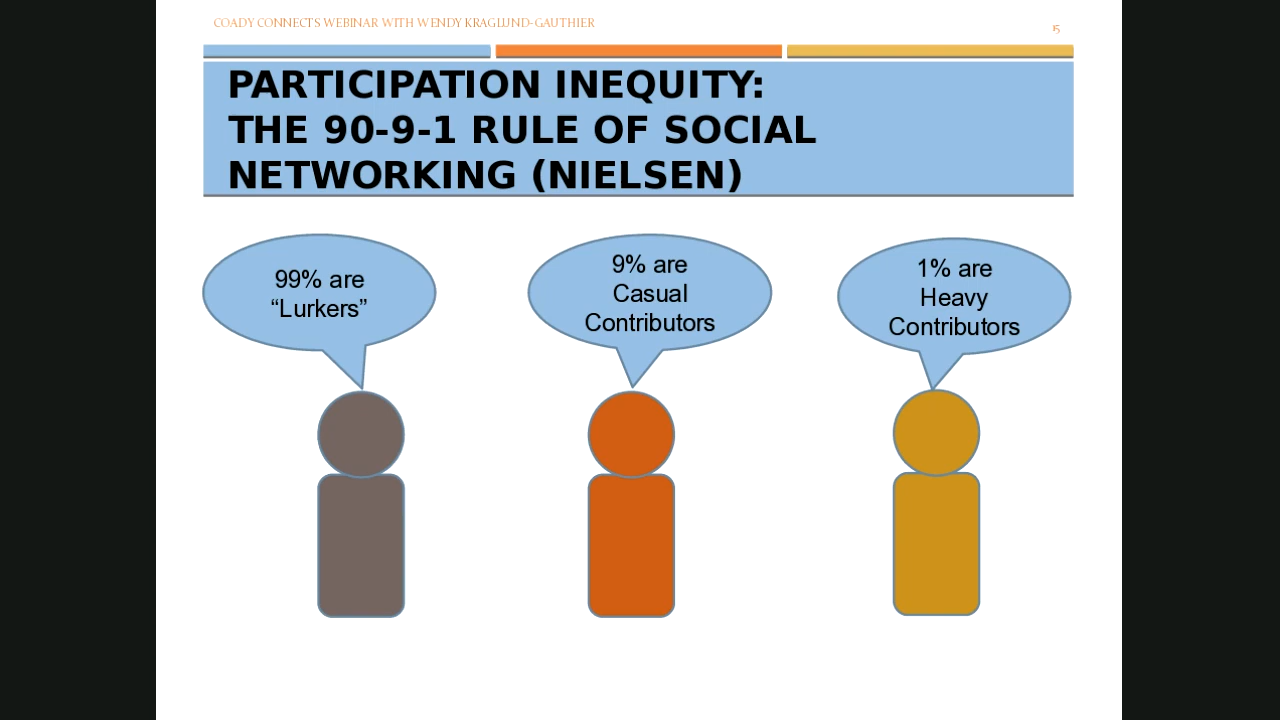 COADY CONNECTS WEBINAR WITH WENDY KRAGLUND-GAUTHIER
15
PARTICIPATION INEQUITY:
THE 90-9-1 RULE OF SOCIAL
NETWORKING (NIELSEN)
99% are
“Lurkers”
9% are
Casual
Contributors
1% are
Heavy
Contributors